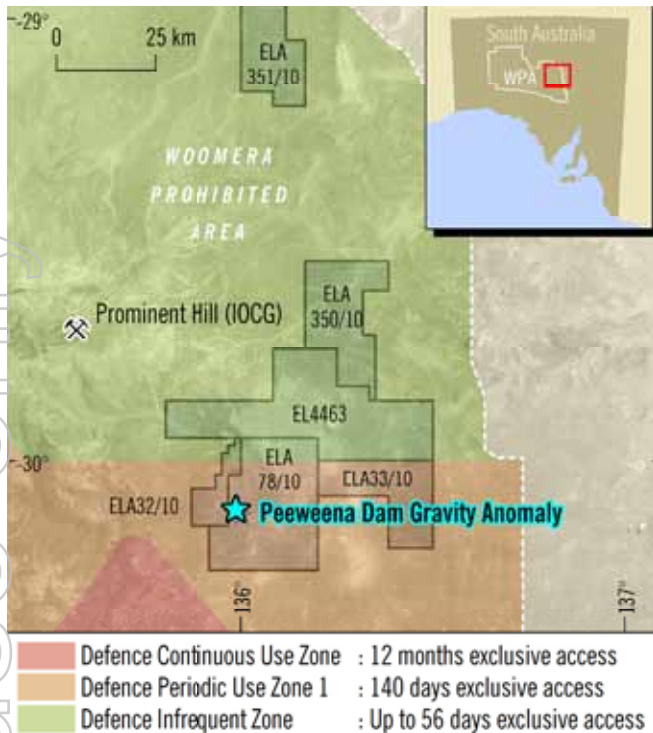 -29°
0 25 km
ELA
351/10
South Australia
WPA
WOOMERA
PROHIBITED
AREA
Prominent Hill (IOCG)
ELA
350/10
EL4463
-30°
ELA
78/10
ELA33/10
ELA32/10
Peeweena Dam Gravity Anomaly
136°
137°
Defence Continuous Use Zone : 12 months exclusive access
Defence Periodic Use Zone 1 : 140 days exclusive access
Defence Infrequent Zone : Up to 56 days exclusive access